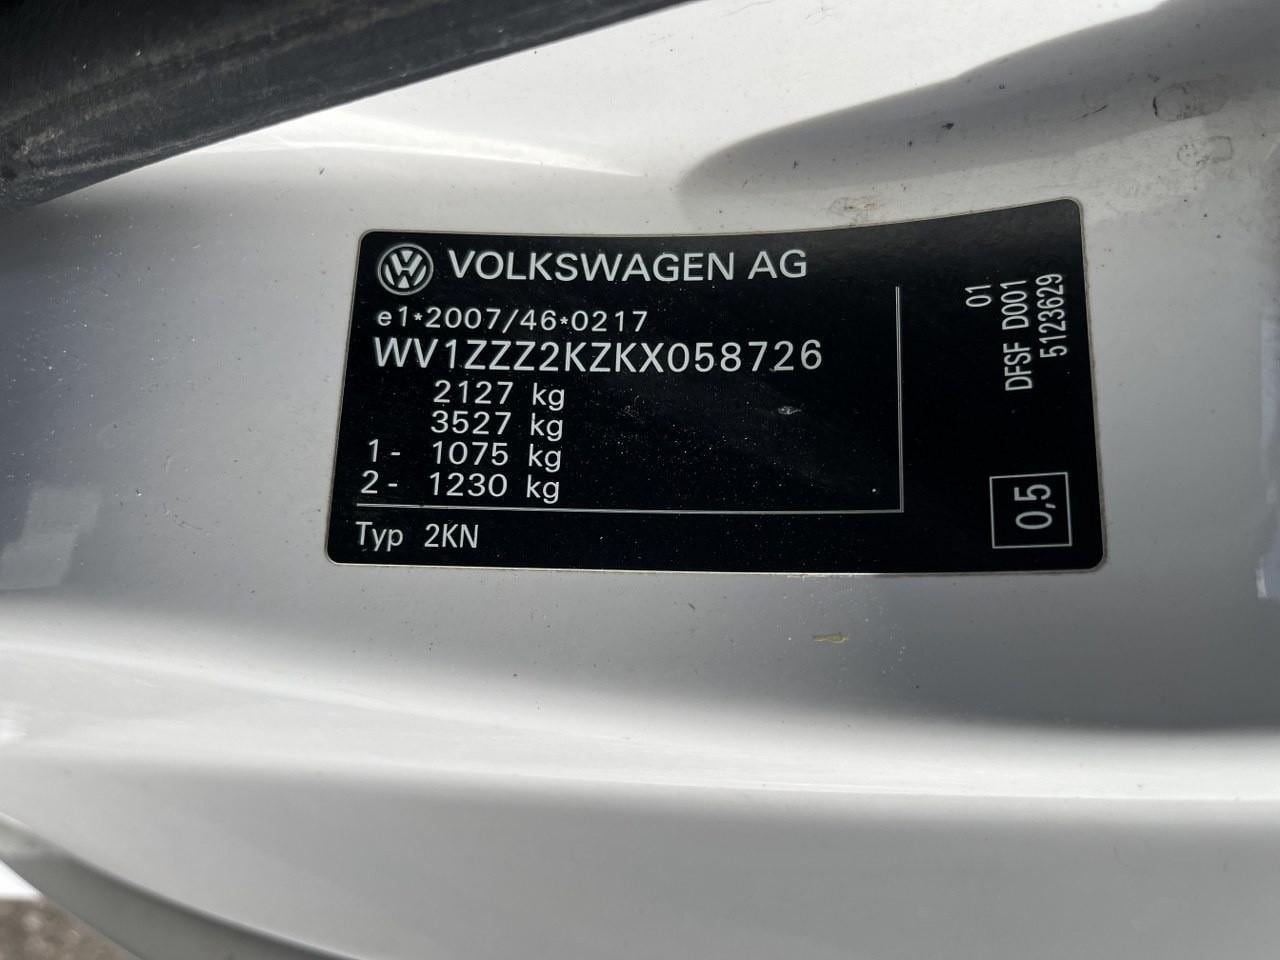 VOLKSWAGEN AG
e1*2007/46*0217
WV1ZZZ2KZKX058726
2127 kg
3527 kg
1- 1075 kg
2- 1230 kg
Typ 2KN
01
DFSF D001
5123629
0,5